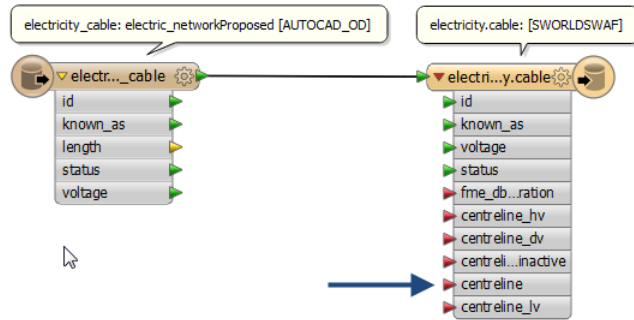 electricity_cable: electric_networkProposed [AUTOCAD_OD]
electricity.cable: [SWORLDSWAF]
electr..._cable
id
known_as
length
status
voltage
electri...y.cable
id
known_as
voltage
status
fme_db...ration
centreline_hv
centreline_dv
centreli...inactive
centreline
centreline_lv